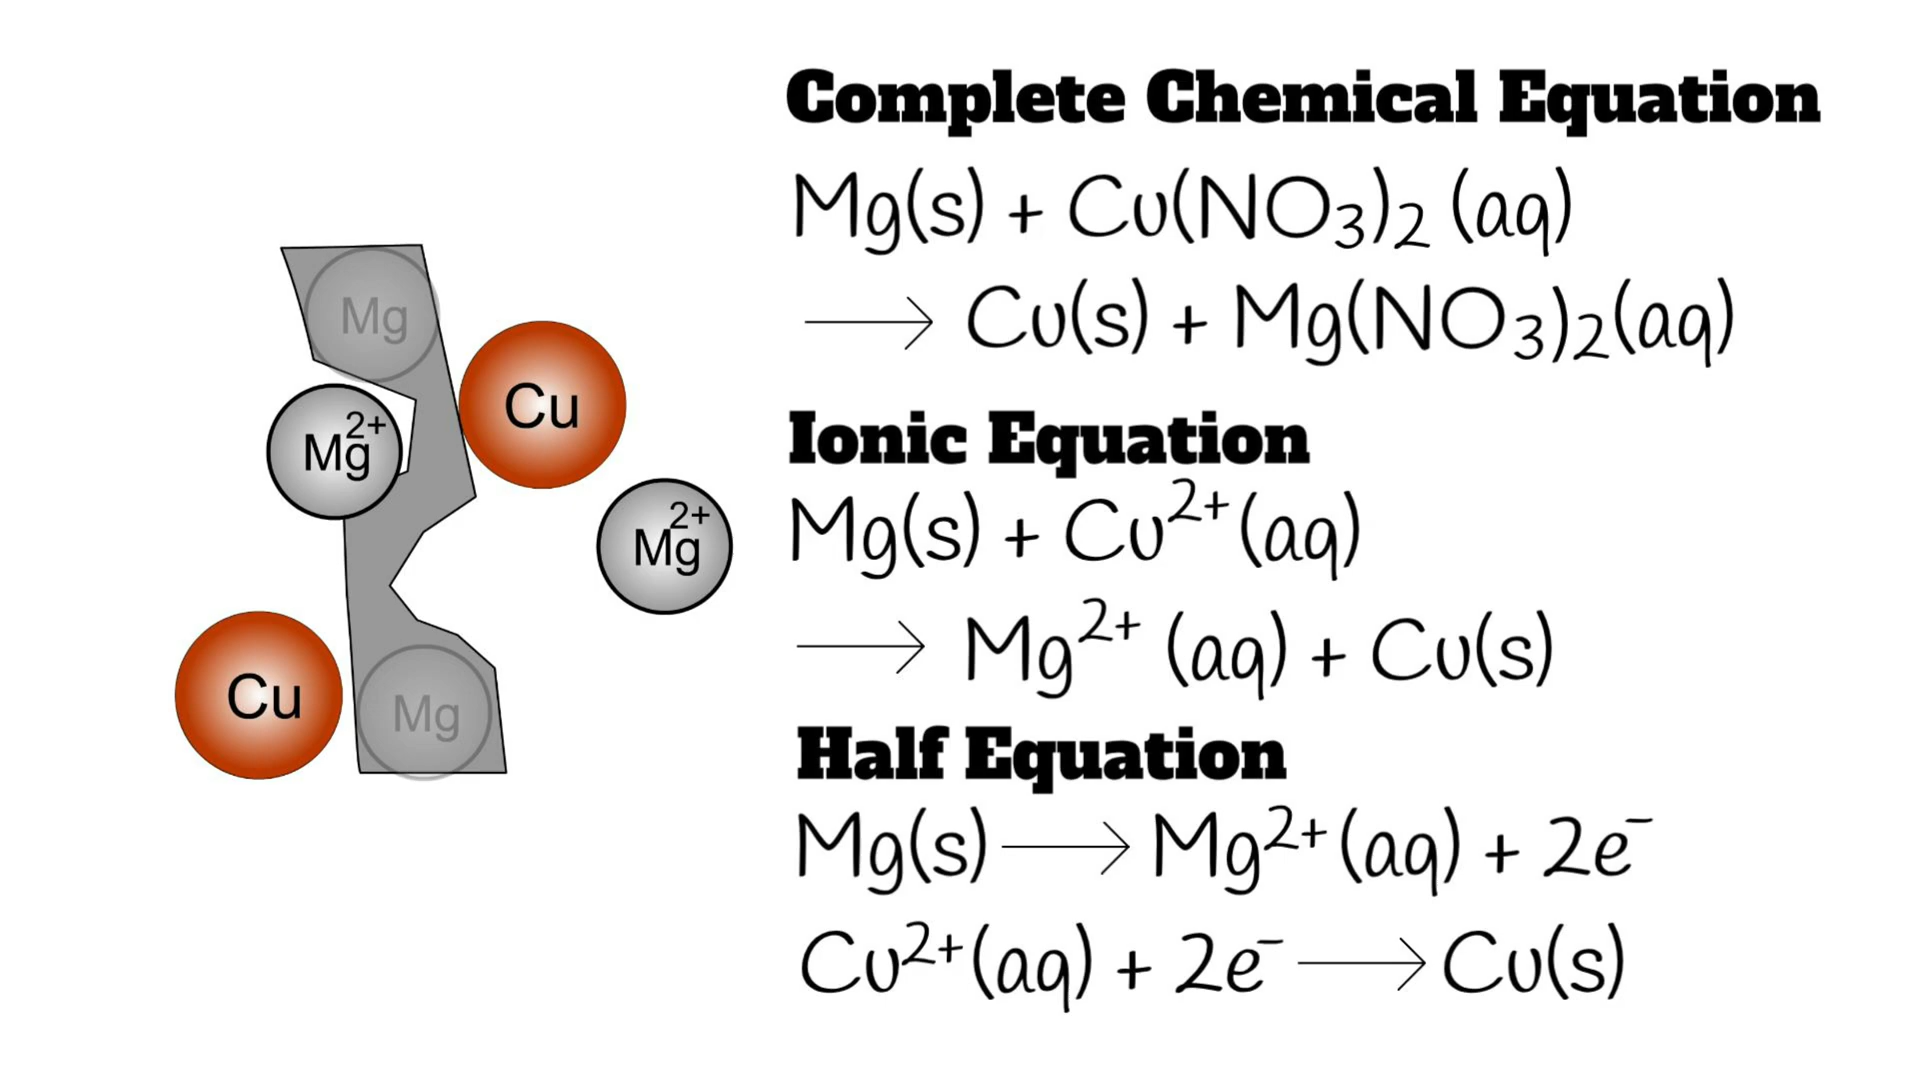 Complete Chemical Equation
Mg(s) + Cu(NO₃)₂ (aq)
⟶ Cu(s) + Mg(NO₃)₂(aq)
Ionic Equation
Mg(s) + Cu²⁺(aq)
⟶ Mg²⁺ (aq) + Cu(s)
Half Equation
Mg(s) ⟶ Mg²⁺(aq) + 2e⁻
Cu²⁺(aq) + 2e⁻ ⟶ Cu(s)
Mg
Cu
Mg²⁺
Mg²⁺
Cu
Mg